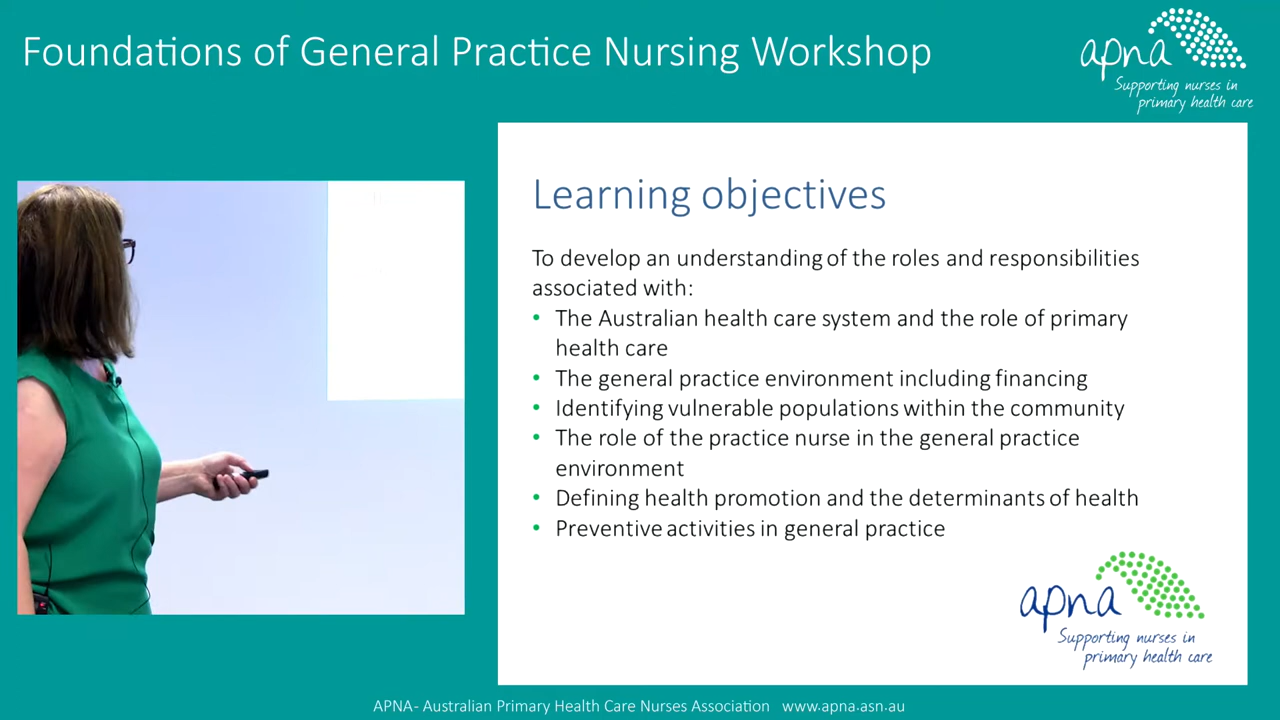 Foundations of General Practice Nursing Workshop
apna
Supporting nurses in
primary health care
Learning objectives
To develop an understanding of the roles and responsibilities
associated with:
• The Australian health care system and the role of primary
health care
• The general practice environment including financing
• Identifying vulnerable populations within the community
• The role of the practice nurse in the general practice
environment
• Defining health promotion and the determinants of health
• Preventive activities in general practice
apna
Supporting nurses in
primary health care
APNA- Australian Primary Health Care Nurses Association www.apna.asn.au